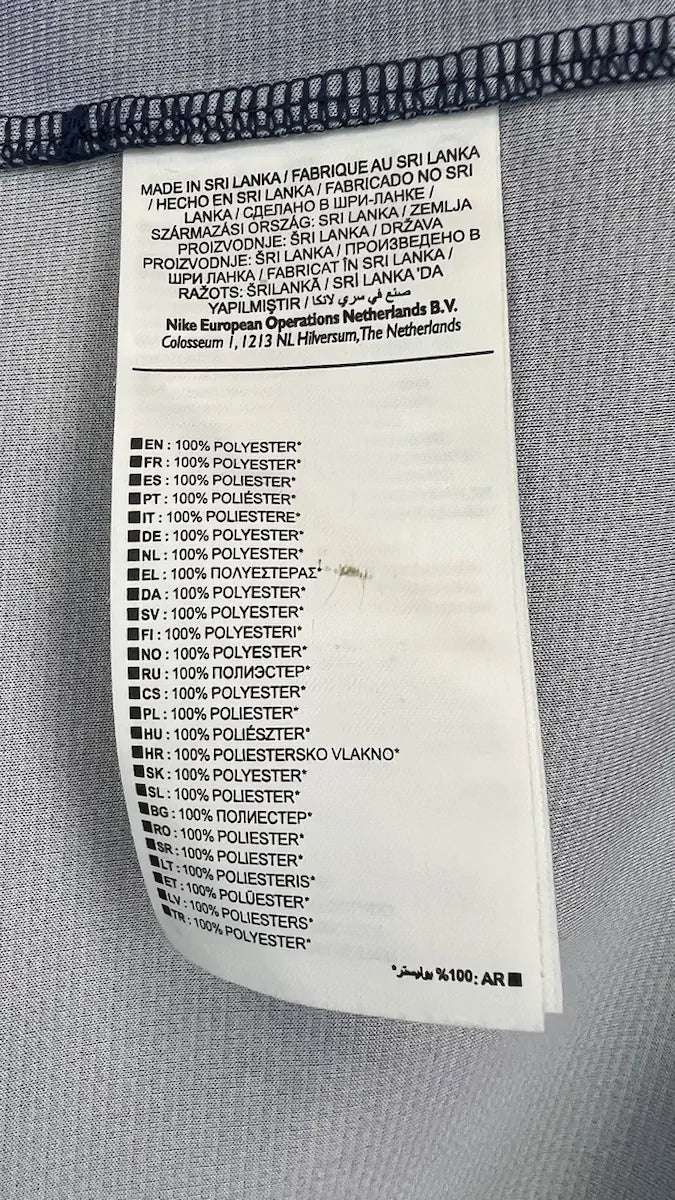 MADE IN SRI LANKA / FABRIQUE AU SRI LANKA
/ HECHO EN SRI LANKA / FABRICADO NO SRI
LANKA / СДЕЛАНО В ШРИ-ЛАНКЕ /
SZÁRMAZÁSI ORSZÁG: SRI LANKA / ZEMLJA
PROIZVODNJE: ŠRI LANKA / DRŽAVA
PROIZVODNJE: ŠRI LANKA / ПРОИЗВЕДЕНО В
ШРИ ЛАНКА / FABRICAT ÎN SRI LANKA /
RAŽOTS: ŠRILANKĀ / SRİ LANKA 'DA
YAPILMIŞTIR / صنع في سري لانكا
Nike European Operations Netherlands B.V.
Colosseum 1, 1213 NL Hilversum, The Netherlands
EN : 100% POLYESTER*
FR : 100% POLYESTER*
ES : 100% POLIESTER*
PT : 100% POLIÉSTER*
IT : 100% POLIESTERE*
DE : 100% POLYESTER*
NL : 100% POLYESTER*
EL : 100% ΠΟΛΥΕΣΤΕΡΑΣ*
DA : 100% POLYESTER*
SV : 100% POLYESTER*
FI : 100% POLYESTERI*
NO : 100% POLYESTER*
RU : 100% ПОЛИЭСТЕР*
CS : 100% POLYESTER*
PL : 100% POLIESTER*
HU : 100% POLIÉSZTER*
HR : 100% POLIESTERSKO VLAKNO*
SK : 100% POLYESTER*
SL : 100% POLIESTER*
BG : 100% ПОЛИЕСТЕР*
RO : 100% POLIESTER*
SR : 100% POLIESTER*
LT : 100% POLIESTERIS*
ET : 100% POLÜESTER*
LV : 100% POLIESTERS*
TR : 100% POLYESTER*
AR :100% بوليستر*